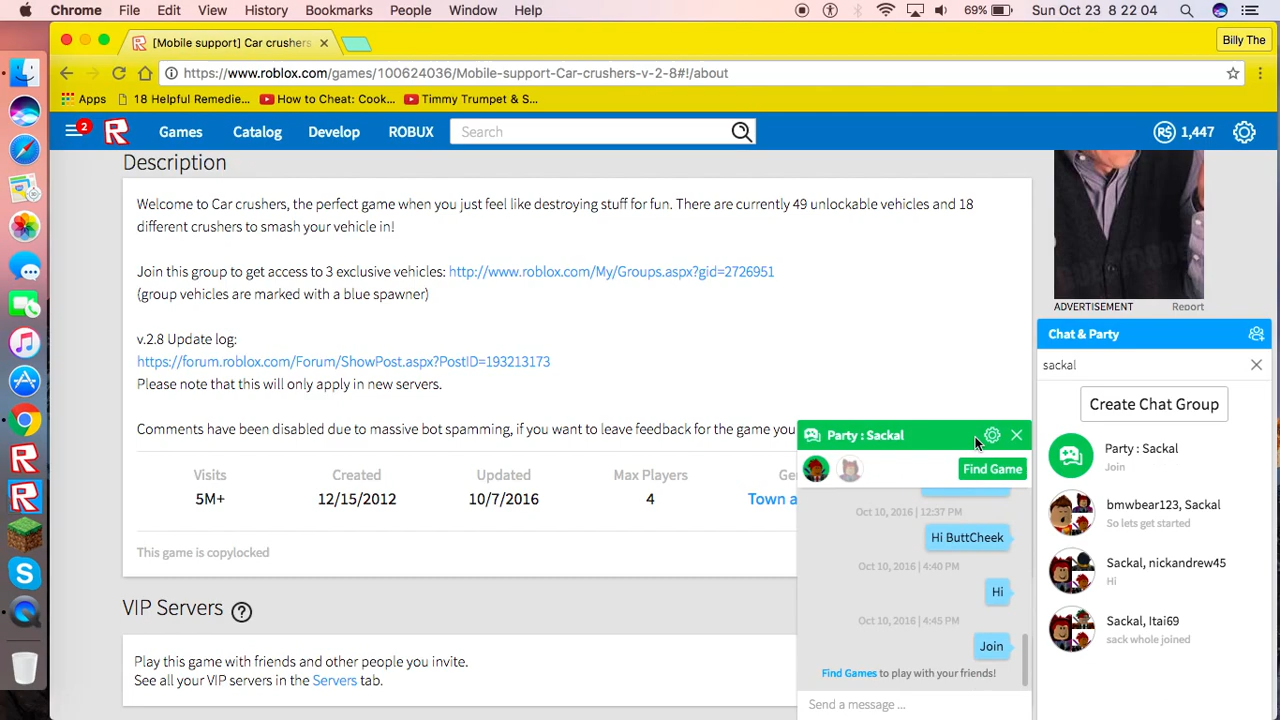 Chrome File Edit View History Bookmarks People Window Help 69% Sun Oct 23 8 22 04
[Mobile support] Car crushers
Billy The
https://www.roblox.com/games/100624036/Mobile-support-Car-crushers-v-2-8#!/about
Apps 18 Helpful Remedie... How to Cheat: Cook... Timmy Trumpet & S...
2 R Games Catalog Develop ROBUX Search R$ 1,447
Description
Welcome to Car crushers, the perfect game when you just feel like destroying stuff for fun. There are currently 49 unlockable vehicles and 18
different crushers to smash your vehicle in!
Join this group to get access to 3 exclusive vehicles: http://www.roblox.com/My/Groups.aspx?gid=2726951
(group vehicles are marked with a blue spawner)
v.2.8 Update log:
https://forum.roblox.com/Forum/ShowPost.aspx?PostID=193213173
Please note that this will only apply in new servers.
Comments have been disabled due to massive bot spamming, if you want to leave feedback for the game you
Visits Created Updated Max Players Ge
5M+ 12/15/2012 10/7/2016 4 Town a
This game is copylocked
VIP Servers ?
Play this game with friends and other people you invite.
See all your VIP servers in the Servers tab.
ADVERTISEMENT Report
Chat & Party
sackal
Create Chat Group
Party : Sackal
Join
bmwbear123, Sackal
So lets get started
Sackal, nickandrew45
Hi
Sackal, Itai69
sack whole joined
Party : Sackal
Find Game
Oct 10, 2016 | 12:37 PM
Hi ButtCheek
Oct 10, 2016 | 4:40 PM
Hi
Oct 10, 2016 | 4:45 PM
Join
Find Games to play with your friends!
Send a message ...